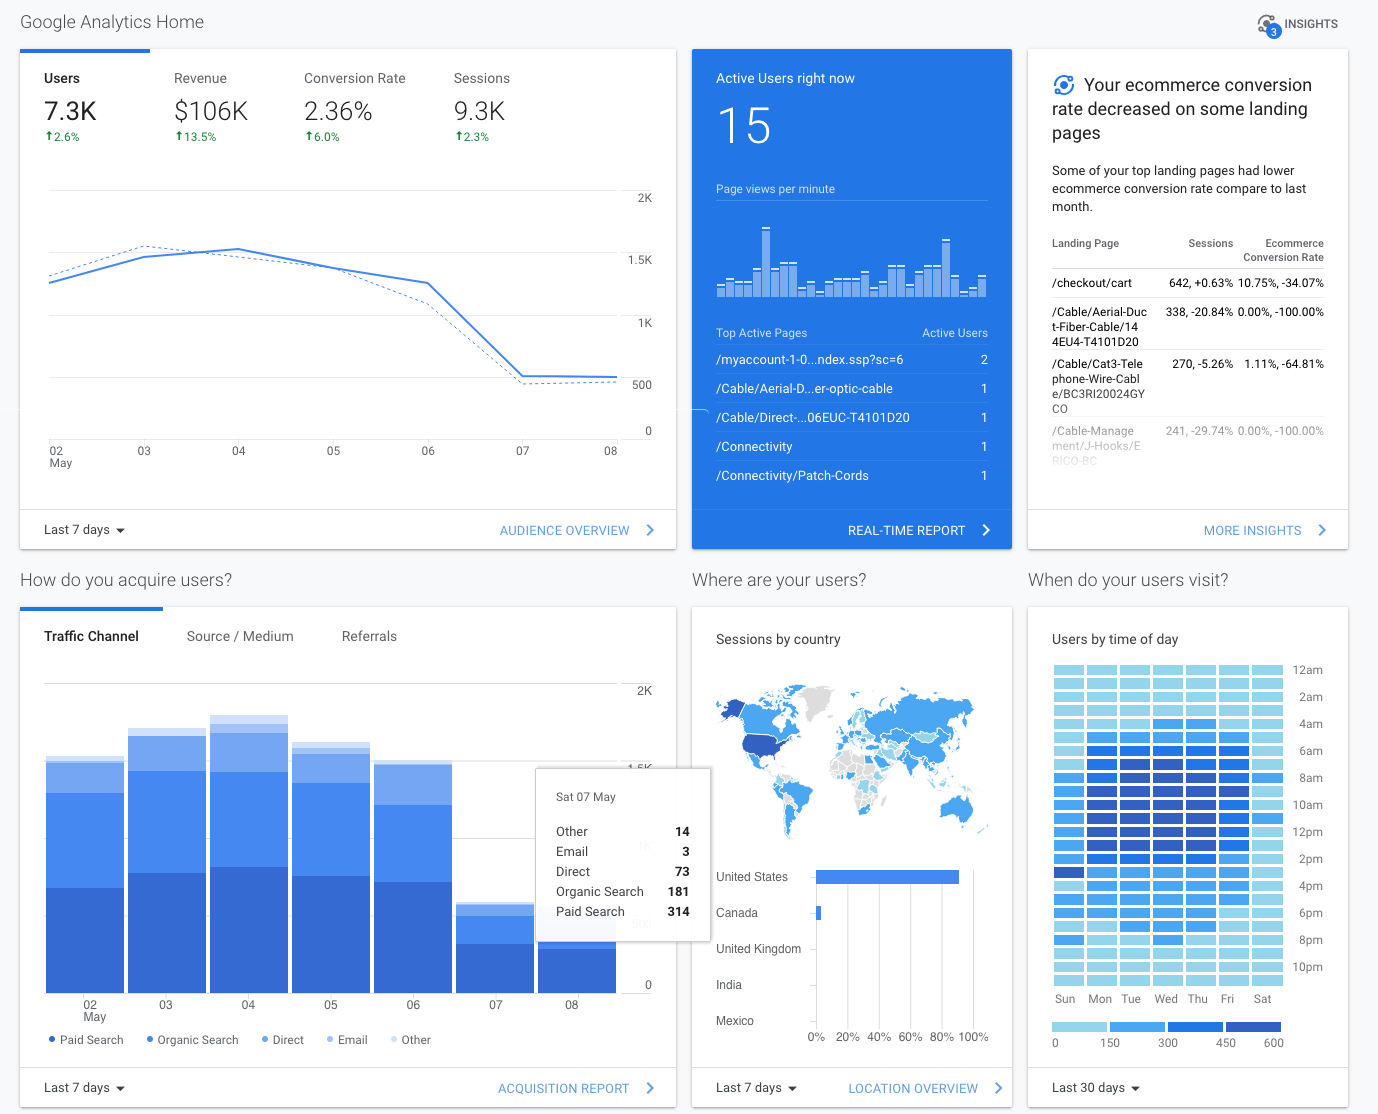 Google Analytics Home
3
INSIGHTS
Users
Revenue
Conversion Rate
Sessions
7.3K
$106K
2.36%
9.3K
2.6%
13.5%
6.0%
2.3%
2K
1.5K
1K
500
0
02 03 04 05 06 07 08
May
Last 7 days
AUDIENCE OVERVIEW
Active Users right now
15
Page views per minute
Top Active Pages Active Users
/myaccount-1-0...ndex.ssp?sc=6 2
/Cable/Aerial-D...er-optic-cable 1
/Cable/Direct-...06EUC-T4101D20 1
/Connectivity 1
/Connectivity/Patch-Cords 1
REAL-TIME REPORT
Your ecommerce conversion
rate decreased on some landing
pages
Some of your top landing pages had lower
ecommerce conversion rate compare to last
month.
Landing Page Sessions Ecommerce
Conversion Rate
/checkout/cart 642, +0.63% 10.75%, -34.07%
/Cable/Aerial-Duc 338, -20.84% 0.00%, -100.00%
t-Fiber-Cable/14
4EU4-T4101D20
/Cable/Cat3-Tele 270, -5.26% 1.11%, -64.81%
phone-Wire-Cabl
e/BC3RI20024GY
CO
/Cable-Manage 241, -29.74% 0.00%, -100.00%
ment/J-Hooks/E
RICO-BC
MORE INSIGHTS
How do you acquire users?
Traffic Channel
Source / Medium
Referrals
2K
1.5K
1K
500
0
Sat 07 May
Other 14
Email 3
Direct 73
Organic Search 181
Paid Search 314
02 03 04 05 06 07 08
May
Paid Search Organic Search Direct Email Other
Last 7 days
ACQUISITION REPORT
Where are your users?
Sessions by country
United States
Canada
United Kingdom
India
Mexico
0% 20% 40% 60% 80% 100%
Last 7 days
LOCATION OVERVIEW
When do your users visit?
Users by time of day
12am
2am
4am
6am
8am
10am
12pm
2pm
4pm
6pm
8pm
10pm
Sun Mon Tue Wed Thu Fri Sat
0 150 300 450 600
Last 30 days